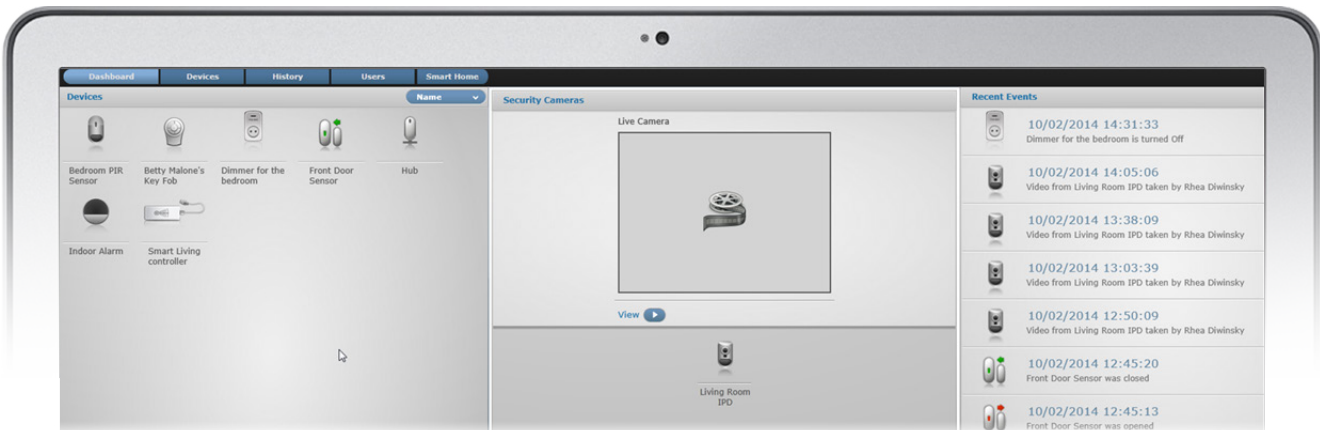 Dashboard
Devices
History
Users
Smart Home
Devices
Name
Bedroom PIR
Sensor
Betty Malone's
Key Fob
Dimmer for the
bedroom
Front Door
Sensor
Hub
Indoor Alarm
Smart Living
controller
Security Cameras
Live Camera
View
Living Room
IPD
Recent Events
10/02/2014 14:31:33
Dimmer for the bedroom is turned Off
10/02/2014 14:05:06
Video from Living Room IPD taken by Rhea Diwinsky
10/02/2014 13:38:09
Video from Living Room IPD taken by Rhea Diwinsky
10/02/2014 13:03:39
Video from Living Room IPD taken by Rhea Diwinsky
10/02/2014 12:50:09
Video from Living Room IPD taken by Rhea Diwinsky
10/02/2014 12:45:20
Front Door Sensor was closed
10/02/2014 12:45:13
Front Door Sensor was opened